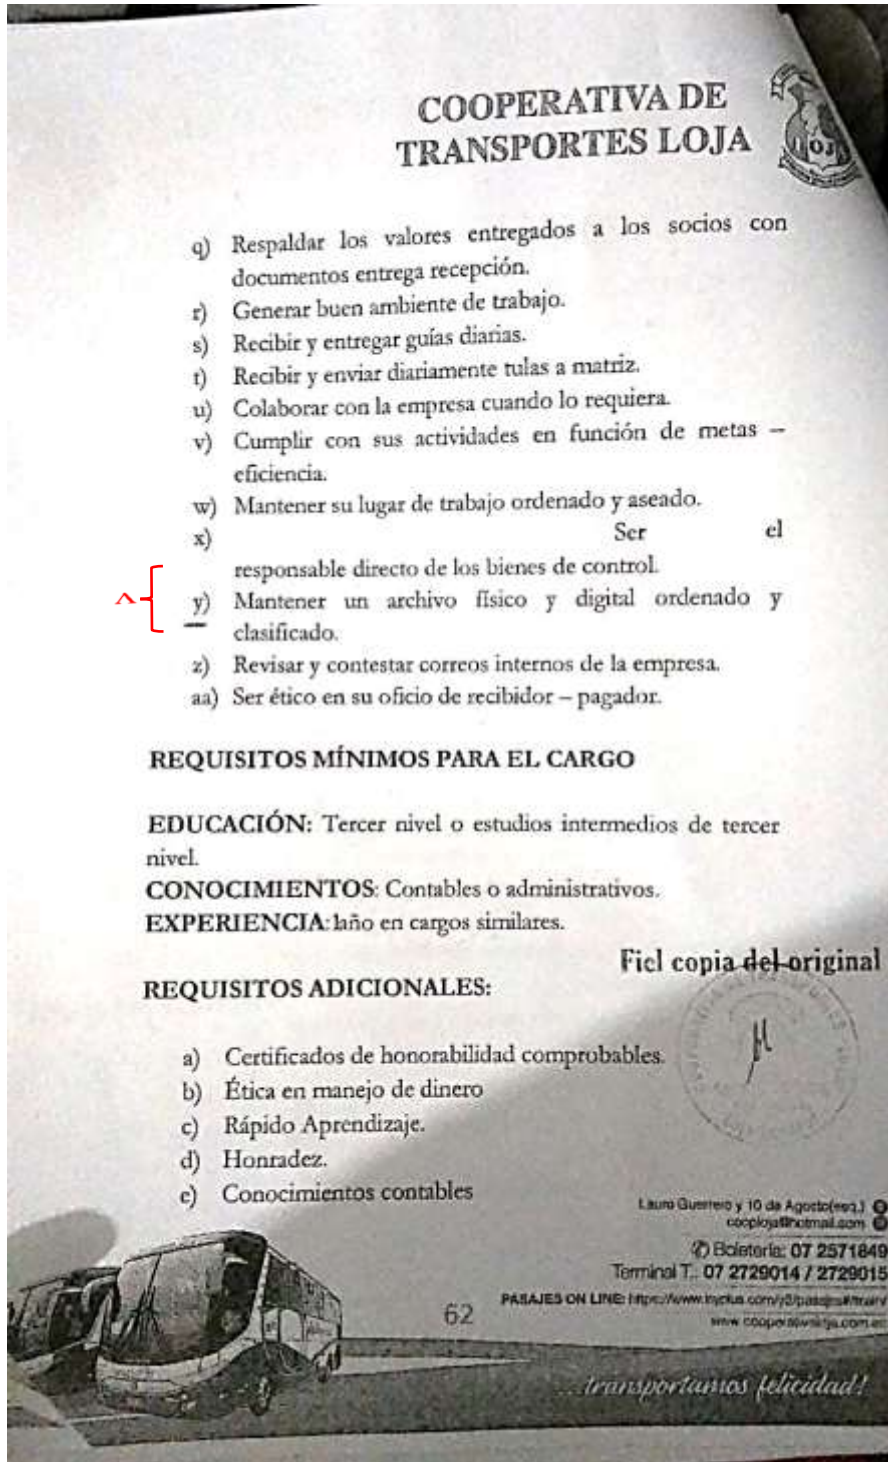 COOPERATIVA DE
TRANSPORTES LOJA
LOJA
q) Respaldar los valores entregados a los socios con
documentos entrega recepción.
r) Generar buen ambiente de trabajo.
s) Recibir y entregar guías diarias.
t) Recibir y enviar diariamente tulas a matriz.
u) Colaborar con la empresa cuando lo requiera.
v) Cumplir con sus actividades en función de metas –
eficiencia.
w) Mantener su lugar de trabajo ordenado y aseado.
x) Ser el
responsable directo de los bienes de control.
y) Mantener un archivo físico y digital ordenado y
clasificado.
z) Revisar y contestar correos internos de la empresa.
aa) Ser ético en su oficio de recibidor – pagador.
REQUISITOS MÍNIMOS PARA EL CARGO
EDUCACIÓN: Tercer nivel o estudios intermedios de tercer
nivel.
CONOCIMIENTOS: Contables o administrativos.
EXPERIENCIA: 1año en cargos similares.
Fiel copia del original
REQUISITOS ADICIONALES:
a) Certificados de honorabilidad comprobables.
b) Ética en manejo de dinero
c) Rápido Aprendizaje.
d) Honradez.
e) Conocimientos contables
Lauro Guerrero y 10 de Agosto(esq.)
cooploja@hotmail.com
Boletería: 07 2571849
Terminal T.: 07 2729014 / 2729015
PASAJES ON LINE:
62
...transportamos felicidad!